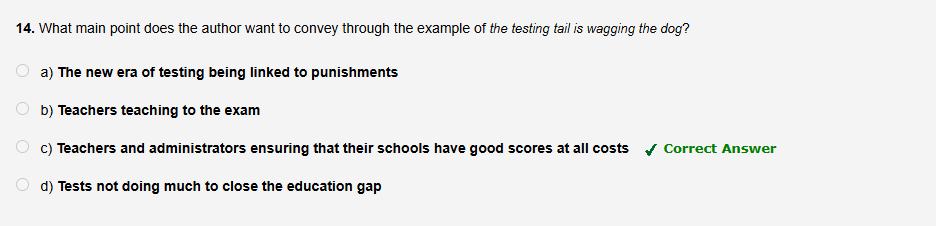 14. What main point does the author want to convey through the example of the testing tail is wagging the dog?
a) The new era of testing being linked to punishments
b) Teachers teaching to the exam
c) Teachers and administrators ensuring that their schools have good scores at all costs ✓ Correct Answer
d) Tests not doing much to close the education gap